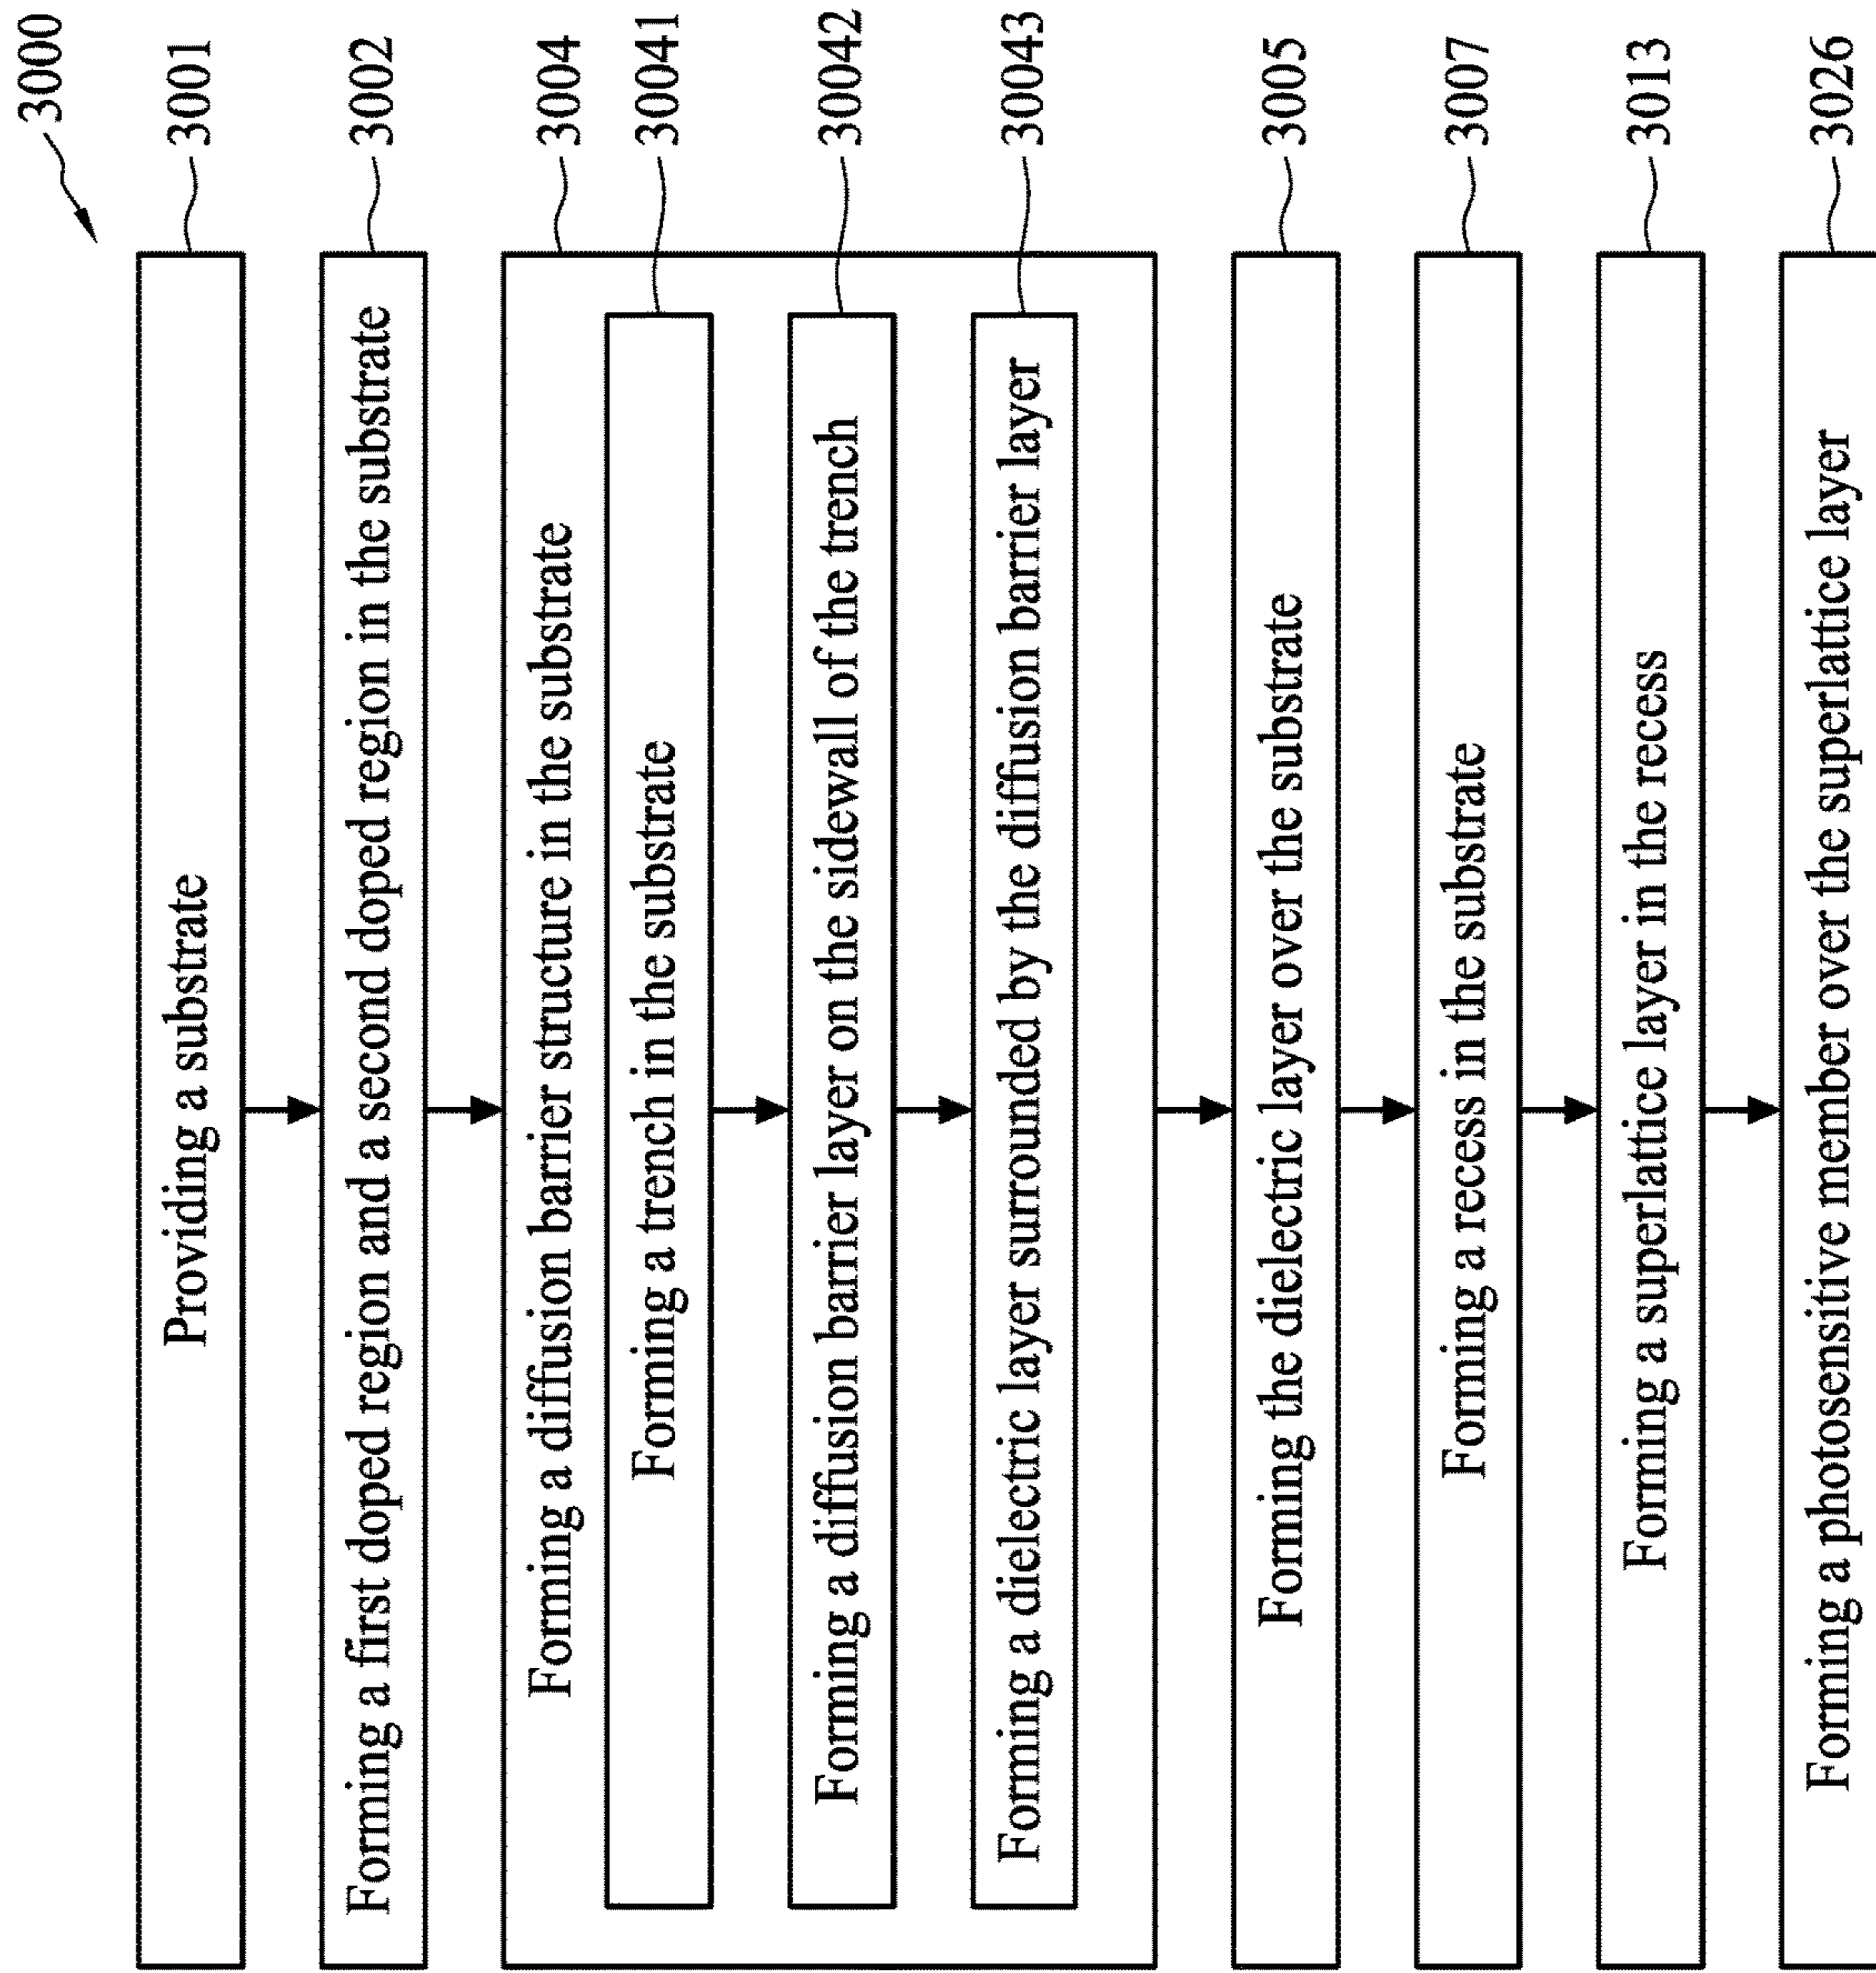 3000
Providing a substrate
3001
Forming a first doped region and a second doped region in the substrate
3002
Forming a diffusion barrier structure in the substrate
3004
Forming a trench in the substrate
30041
Forming a diffusion barrier layer on the sidewall of the trench
30042
Forming a dielectric layer surrounded by the diffusion barrier layer
30043
Forming the dielectric layer over the substrate
3005
Forming a recess in the substrate
3007
Forming a superlattice layer in the recess
3013
Forming a photosensitive member over the superlattice layer
3026